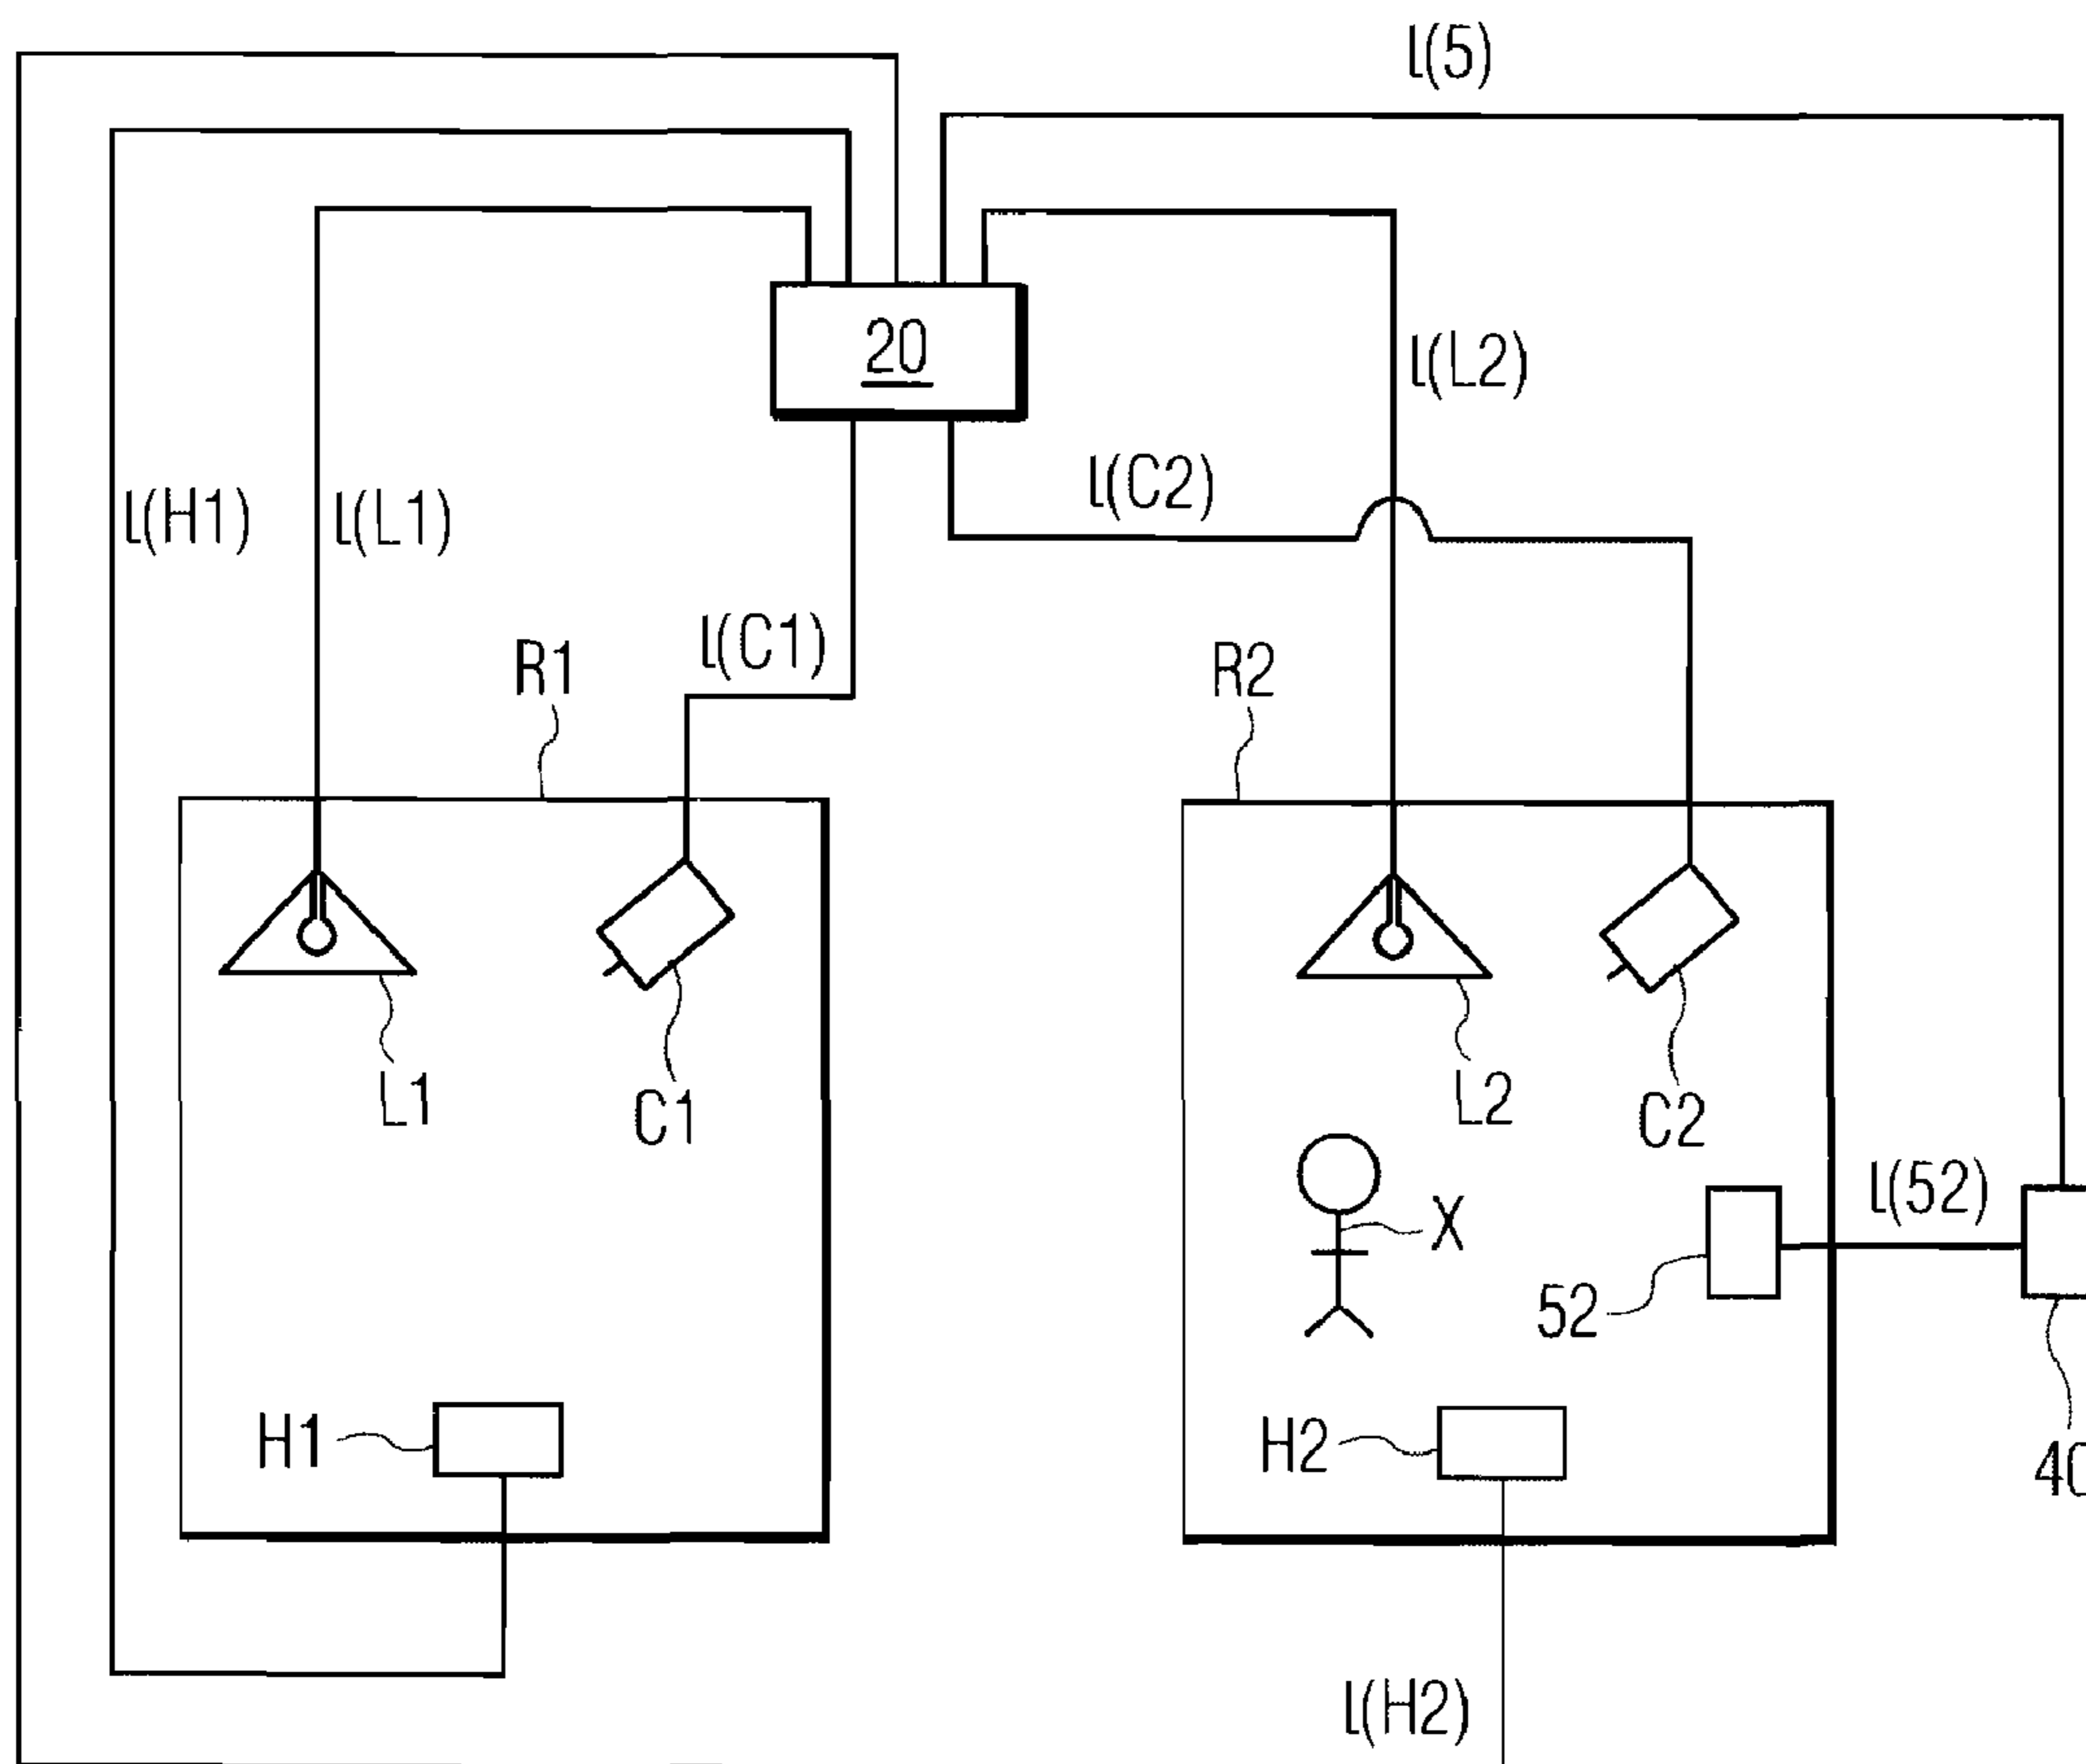 l(5)
20
l(L2)
l(C2)
l(H1)
l(L1)
l(C1)
R1
R2
L1
C1
L2
C2
l(52)
X
52
H1
H2
l(H2)